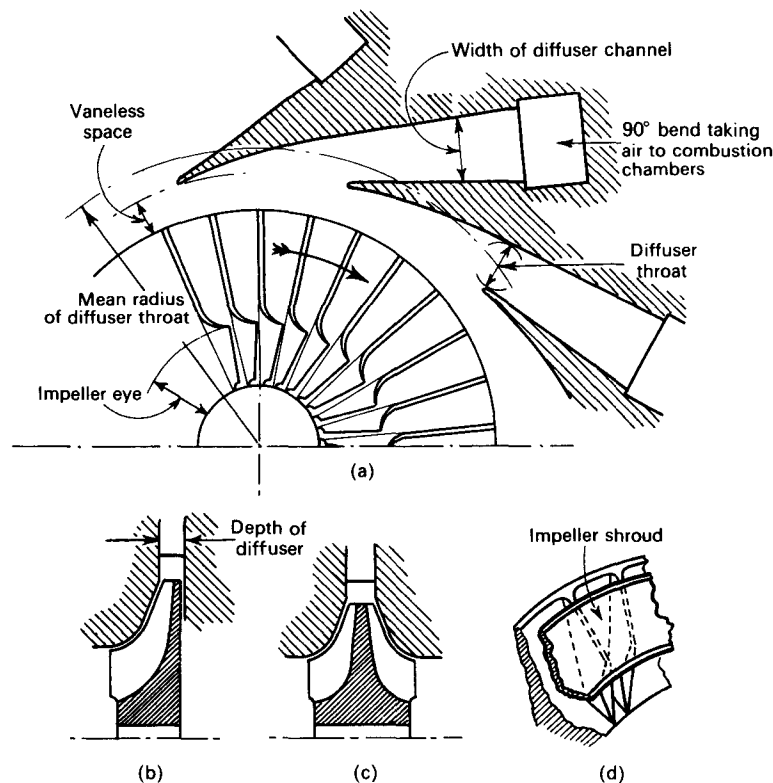 Width of diffuser channel
Vaneless
space
90° bend taking
air to combustion
chambers
Diffuser
throat
Mean radius
of diffuser throat
Impeller eye
(a)
Depth of
diffuser
Impeller shroud
(b)
(c)
(d)